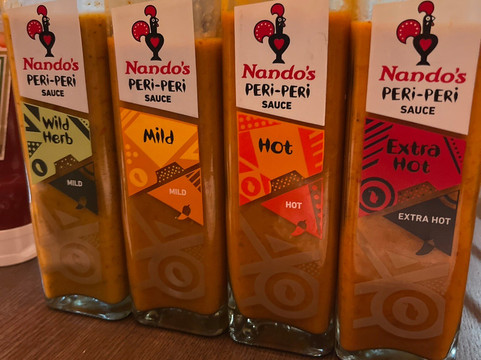 Nando's
PERi-PERi
SAUCE
Wild
Herb
MILD
Nando's
PERi-PERi
SAUCE
Mild
MILD
Nando's
PERi-PERi
SAUCE
Hot
HOT
Nando's
PERi-PERi
SAUCE
Extra
Hot
EXTRA HOT